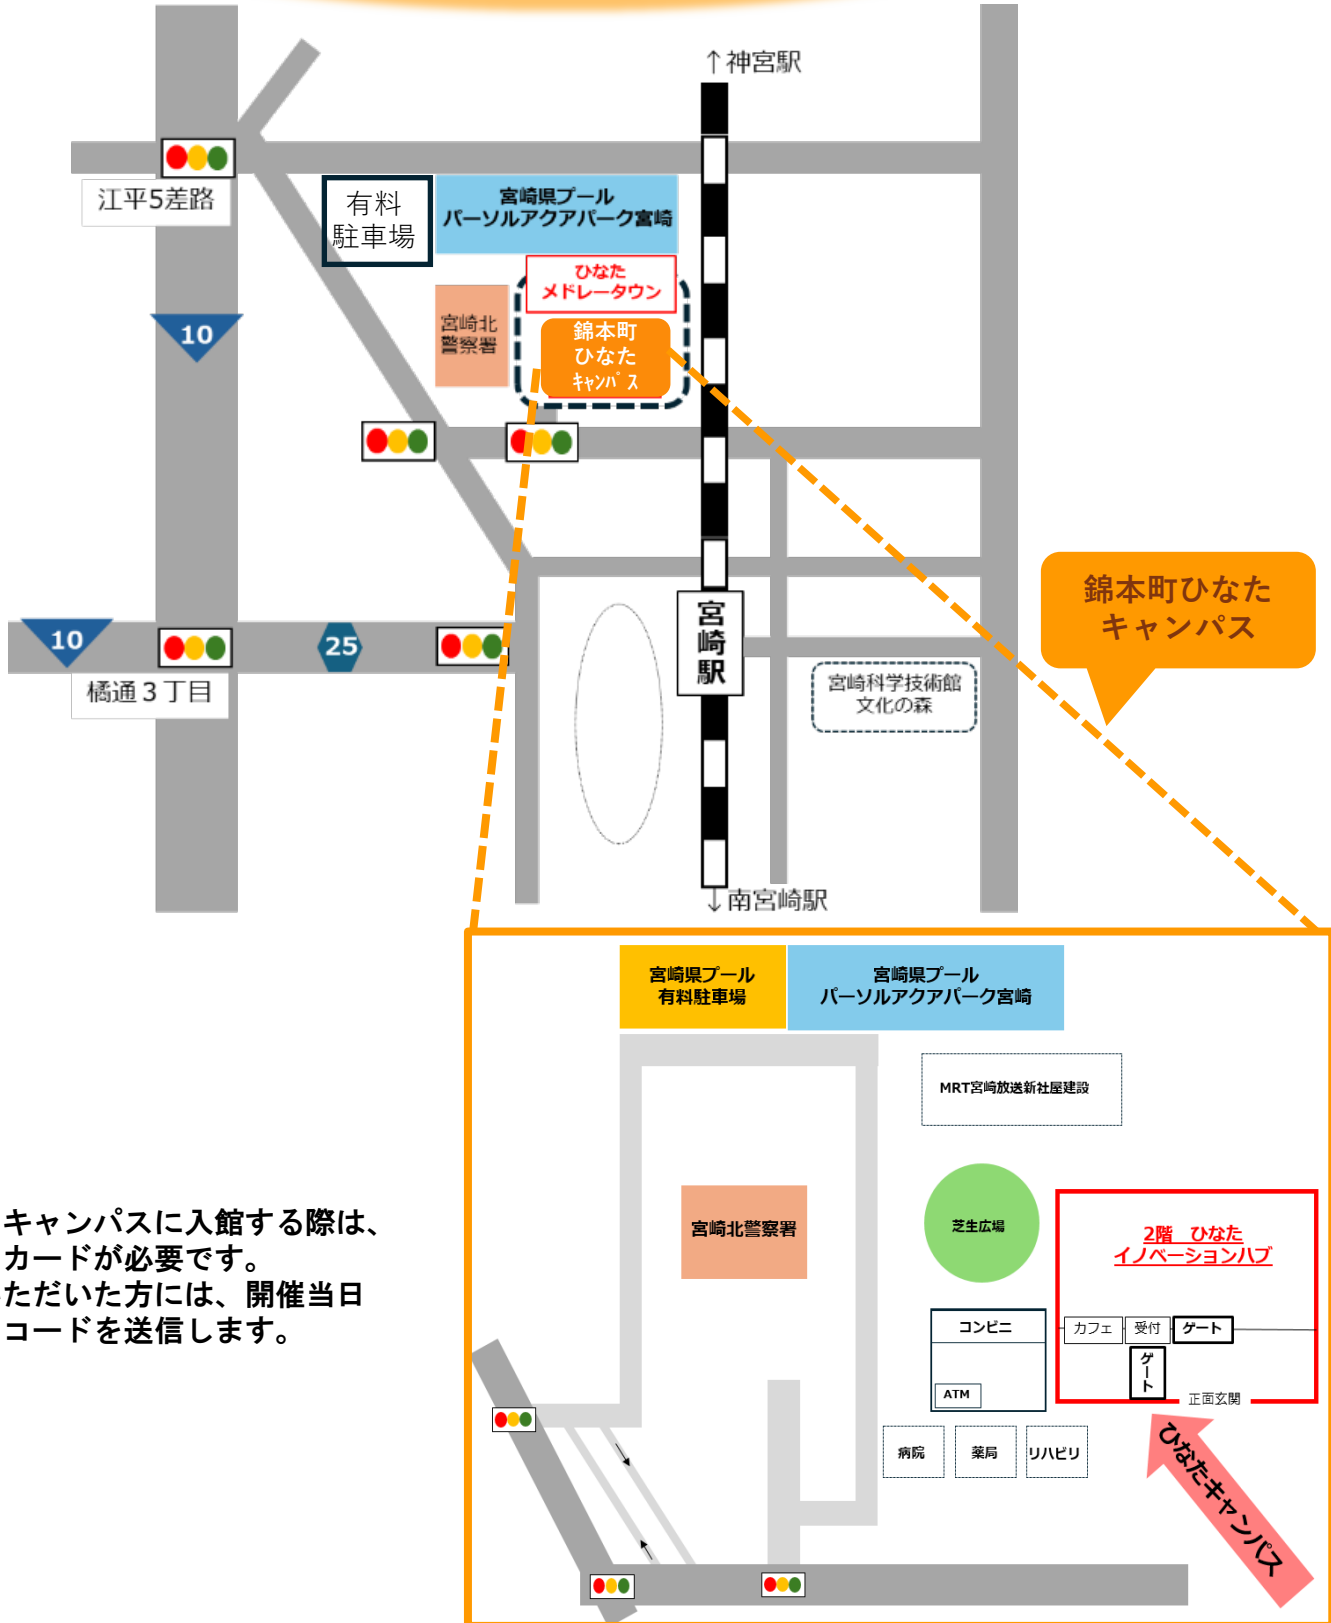 ↑神宮駅
江平5差路
有料
駐車場
宮崎県プール
パーソルアクアパーク宮崎
ひなた
メドレータウン
宮崎北
警察署
錦本町
ひなた
キャンパス
10
10
25
橘通３丁目
宮崎駅
宮崎科学技術館
文化の森
錦本町ひなた
キャンパス
↓南宮崎駅
宮崎県プール
有料駐車場
宮崎県プール
パーソルアクアパーク宮崎
MRT宮崎放送新社屋建設
宮崎北警察署
芝生広場
2階　ひなた
イノベーションハブ
コンビニ
ATM
カフェ
受付
ゲート
ゲート
正面玄関
病院
薬局
リハビリ
ひなたキャンパス
キャンパスに入館する際は、
カードが必要です。
ただいた方には、開催当日
コードを送信します。